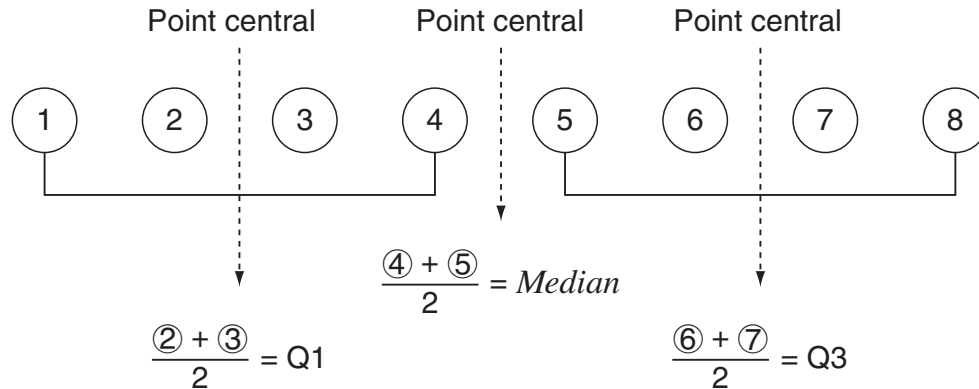 Point central Point central Point central
1 2 3 4 5 6 7 8
(④ + ⑤) / 2 = Median
(② + ③) / 2 = Q1 (⑥ + ⑦) / 2 = Q3